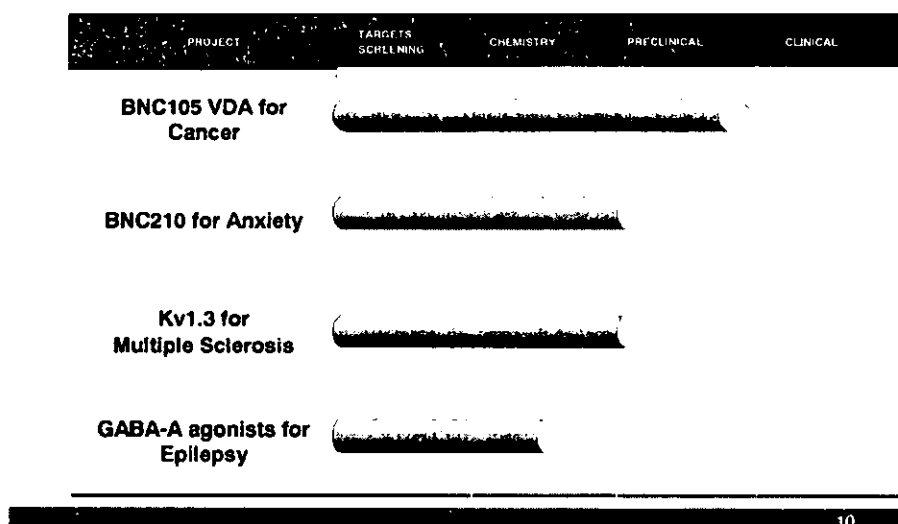 PROJECT
TARGETS
SCREENING
CHEMISTRY
PRECLINICAL
CLINICAL
BNC105 VDA for
Cancer
BNC210 for Anxiety
Kv1.3 for
Multiple Sclerosis
GABA-A agonists for
Epilepsy
10